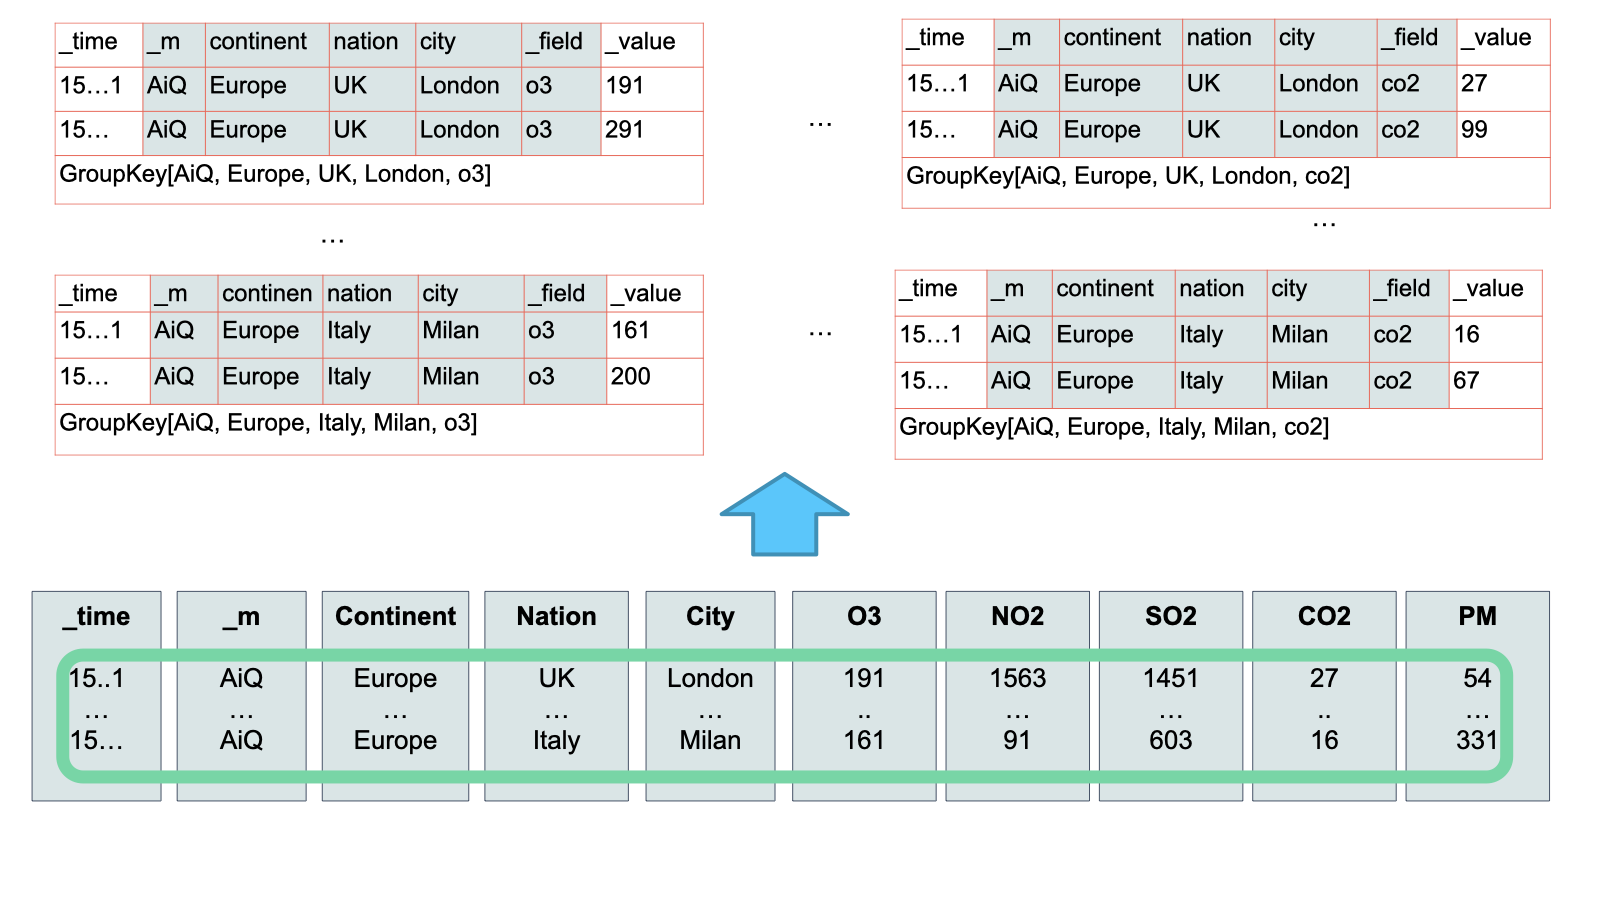 _time _m continent nation city _field _value
15…1 AiQ Europe UK London o3 191
15… AiQ Europe UK London o3 291
GroupKey[AiQ, Europe, UK, London, o3]
…
_time _m continent nation city _field _value
15…1 AiQ Europe UK London co2 27
15… AiQ Europe UK London co2 99
GroupKey[AiQ, Europe, UK, London, co2]
…
…
_time _m continen nation city _field _value
15…1 AiQ Europe Italy Milan o3 161
15… AiQ Europe Italy Milan o3 200
GroupKey[AiQ, Europe, Italy, Milan, o3]
…
_time _m continent nation city _field _value
15…1 AiQ Europe Italy Milan co2 16
15… AiQ Europe Italy Milan co2 67
GroupKey[AiQ, Europe, Italy, Milan, co2]
_time _m Continent Nation City O3 NO2 SO2 CO2 PM
15..1 AiQ Europe UK London 191 1563 1451 27 54
… … … … … .. … … .. …
15… AiQ Europe Italy Milan 161 91 603 16 331